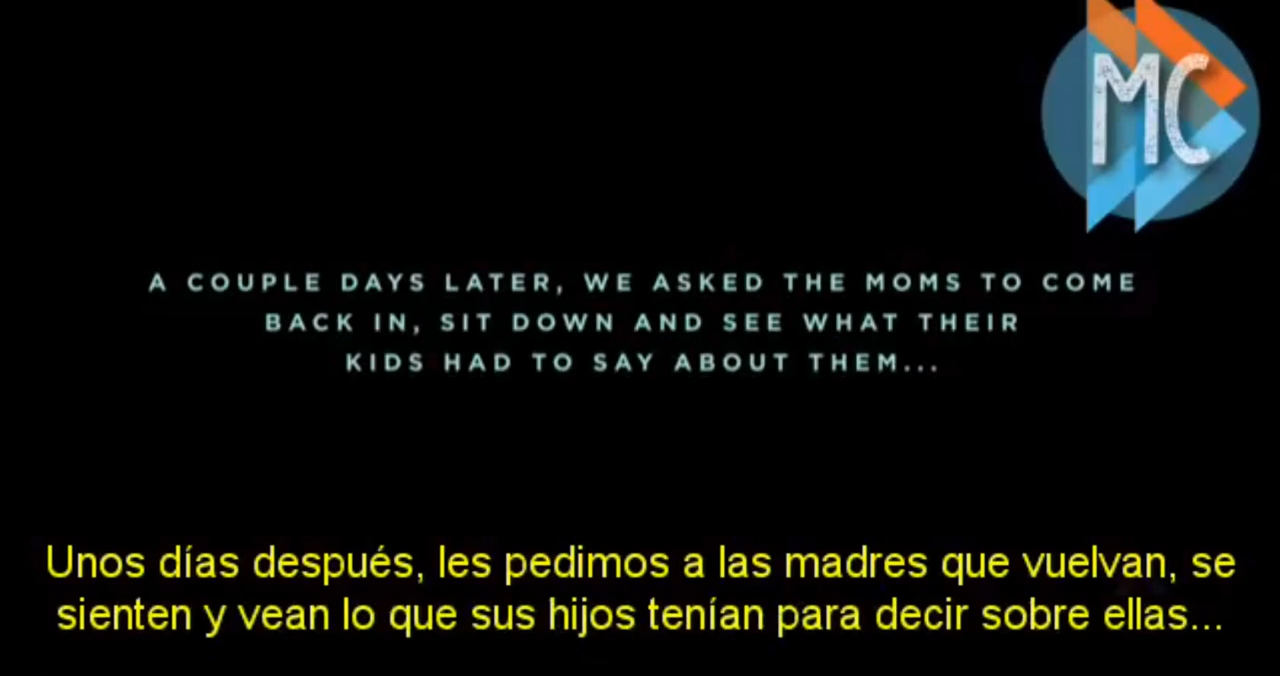 MC
A COUPLE DAYS LATER, WE ASKED THE MOMS TO COME
BACK IN, SIT DOWN AND SEE WHAT THEIR
KIDS HAD TO SAY ABOUT THEM...
Unos días después, les pedimos a las madres que vuelvan, se
sienten y vean lo que sus hijos tenían para decir sobre ellas...